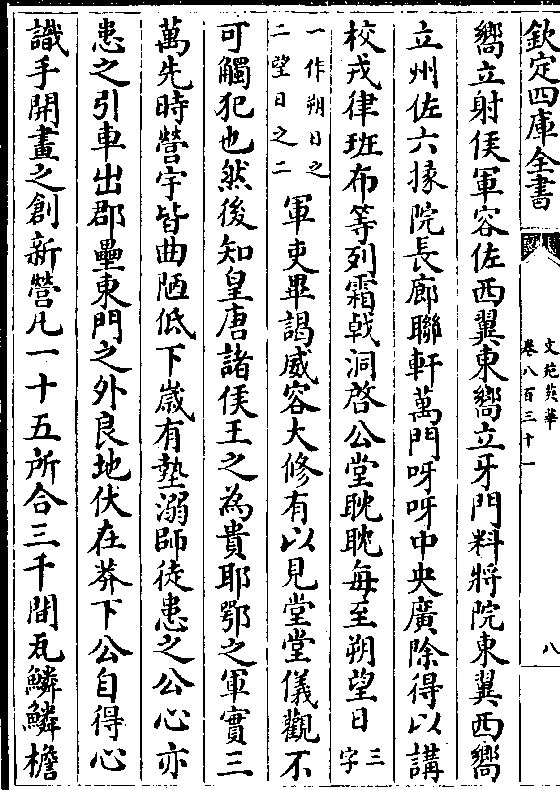 欽定四庫全書
文苑英華
卷八百三十一
八
嚮立射侯軍容佐西翼東嚮立牙門料將院東翼西嚮
立州佐六掾院長廊聯軒萬門呀呀中央廣除得以講
校戎律班布等列霜㦸洞啓公堂耽耽每至朔望日三字
一作朔日之二望日之二軍吏畢謁威容大修有以見堂堂儀觀不
可觸犯也然後知皇唐諸侯王之為貴耶鄂之軍實三
萬先時營宇皆曲陋低下歲有墊溺師徒患之公心亦
患之引車出郡壘東門之外良地伏在莽下公自得心
識手開畫之創新營凡一十五所合三千間瓦鱗鱗檐